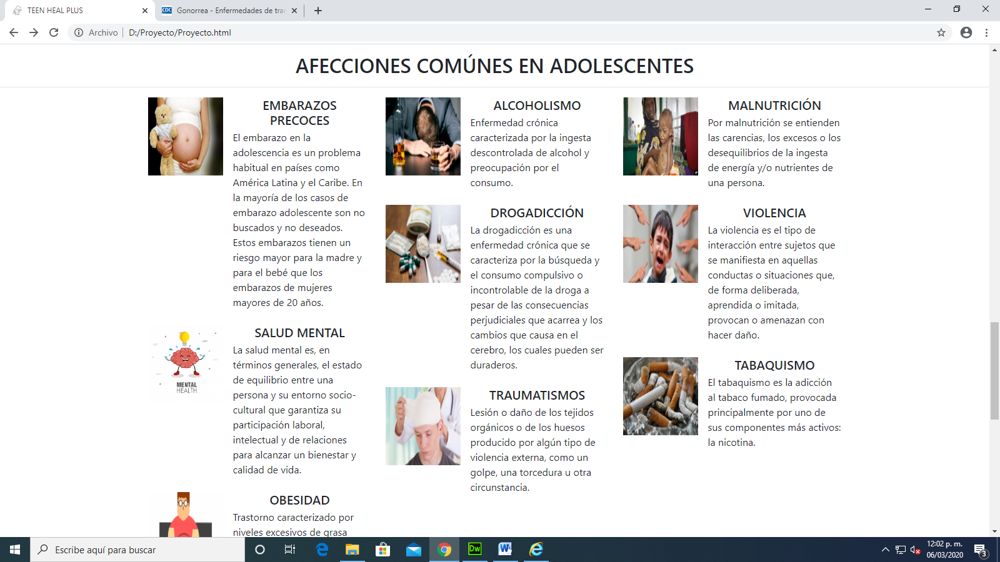 TEEN HEAL PLUS
Gonorrea - Enfermedades de tra
Archivo
D:/Proyecto/Proyecto.html
AFECCIONES COMÚNES EN ADOLESCENTES
EMBARAZOS
PRECOCES
El embarazo en la
adolescencia es un problema
habitual en países como
América Latina y el Caribe. En
la mayoría de los casos de
embarazo adolescente son no
buscados y no deseados.
Estos embarazos tienen un
riesgo mayor para la madre y
para el bebé que los
embarazos de mujeres
mayores de 20 años.
MENTAL
HEALTH
SALUD MENTAL
La salud mental es, en
términos generales, el estado
de equilibrio entre una
persona y su entorno socio-
cultural que garantiza su
participación laboral,
intelectual y de relaciones
para alcanzar un bienestar y
calidad de vida.
OBESIDAD
Trastorno caracterizado por
niveles excesivos de grasa
ALCOHOLISMO
Enfermedad crónica
caracterizada por la ingesta
descontrolada de alcohol y
preocupación por el
consumo.
DROGADICCIÓN
La drogadicción es una
enfermedad crónica que se
caracteriza por la búsqueda y
el consumo compulsivo o
incontrolable de la droga a
pesar de las consecuencias
perjudiciales que acarrea y los
cambios que causa en el
cerebro, los cuales pueden ser
duraderos.
TRAUMATISMOS
Lesión o daño de los tejidos
orgánicos o de los huesos
producido por algún tipo de
violencia externa, como un
golpe, una torcedura u otra
circunstancia.
MALNUTRICIÓN
Por malnutrición se entienden
las carencias, los excesos o los
desequilibrios de la ingesta
de energía y/o nutrientes de
una persona.
VIOLENCIA
La violencia es el tipo de
interacción entre sujetos que
se manifiesta en aquellas
conductas o situaciones que,
de forma deliberada,
aprendida o imitada,
provocan o amenazan con
hacer daño.
TABAQUISMO
El tabaquismo es la adicción
al tabaco fumado, provocada
principalmente por uno de
sus componentes más activos:
la nicotina.
Escribe aquí para buscar
Dw
12:02 p. m.
06/03/2020
3